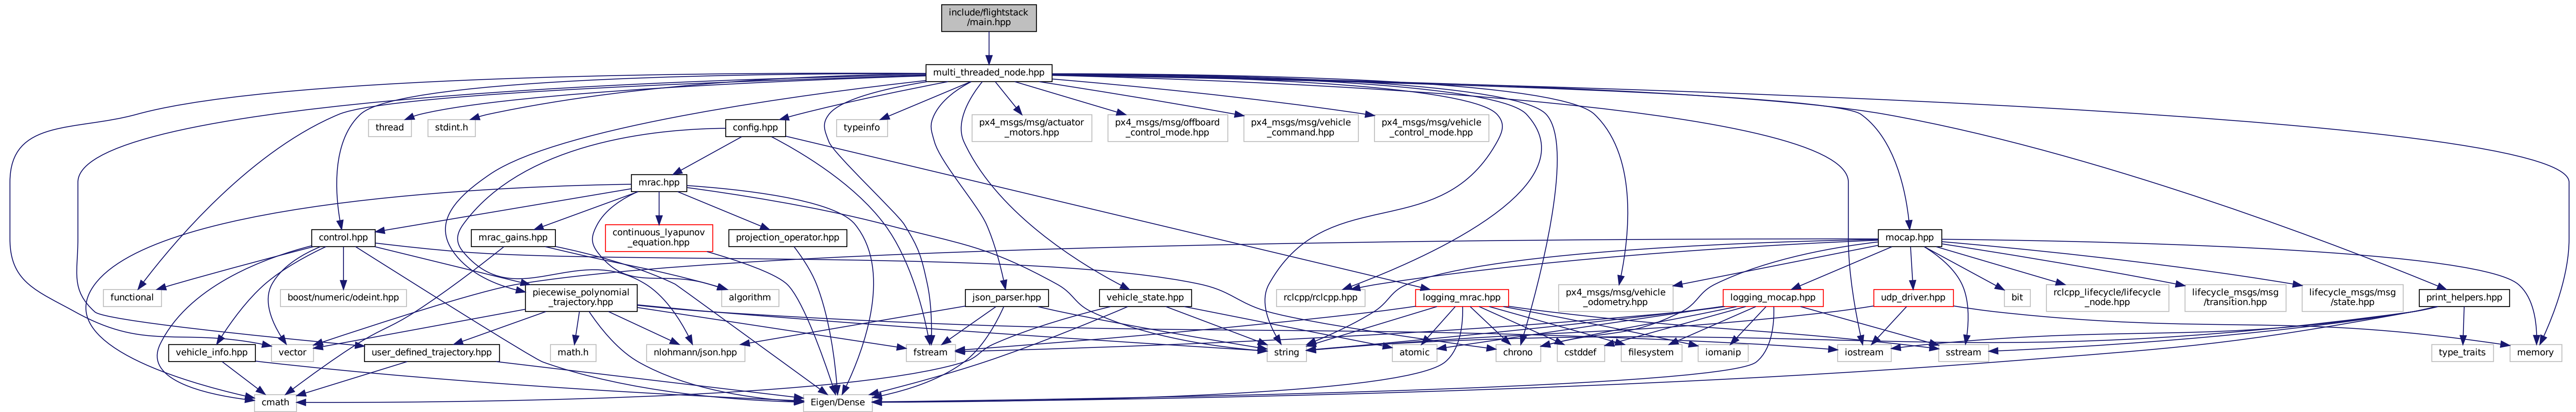 include/flightstack
/main.hpp
multi_threaded_node.hpp
thread
stdint.h
config.hpp
typeinfo
px4_msgs/msg/actuator
_motors.hpp
px4_msgs/msg/offboard
_control_mode.hpp
px4_msgs/msg/vehicle
_command.hpp
px4_msgs/msg/vehicle
_control_mode.hpp
mrac.hpp
control.hpp
mrac_gains.hpp
continuous_lyapunov
_equation.hpp
projection_operator.hpp
mocap.hpp
functional
boost/numeric/odeint.hpp
piecewise_polynomial
_trajectory.hpp
algorithm
json_parser.hpp
vehicle_state.hpp
rclcpp/rclcpp.hpp
logging_mrac.hpp
px4_msgs/msg/vehicle
_odometry.hpp
logging_mocap.hpp
udp_driver.hpp
bit
rclcpp_lifecycle/lifecycle
_node.hpp
lifecycle_msgs/msg
/transition.hpp
lifecycle_msgs/msg
/state.hpp
print_helpers.hpp
vehicle_info.hpp
vector
user_defined_trajectory.hpp
math.h
nlohmann/json.hpp
fstream
string
atomic
chrono
cstddef
filesystem
iomanip
iostream
sstream
type_traits
memory
cmath
Eigen/Dense